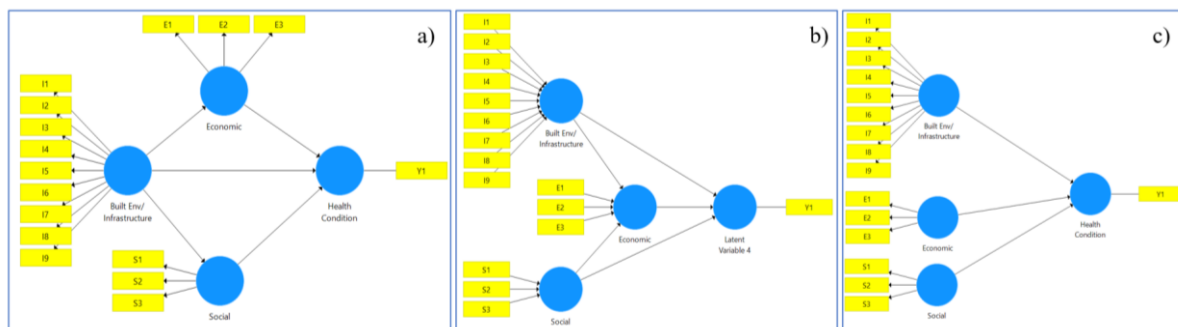 a)
E1 E2 E3
Economic
I1
I2
I3
I4
I5
I6
I7
I8
I9
Built Env/
Infrastructure
Health
Condition
Y1
S1
S2
S3
Social
b)
I1
I2
I3
I4
I5
I6
I7
I8
I9
Built Env/
Infrastructure
E1
E2
E3
Economic
Latent
Variable 4
Y1
S1
S2
S3
Social
c)
I1
I2
I3
I4
I5
I6
I7
I8
I9
Built Env/
Infrastructure
E1
E2
E3
Economic
Health
Condition
Y1
S1
S2
S3
Social